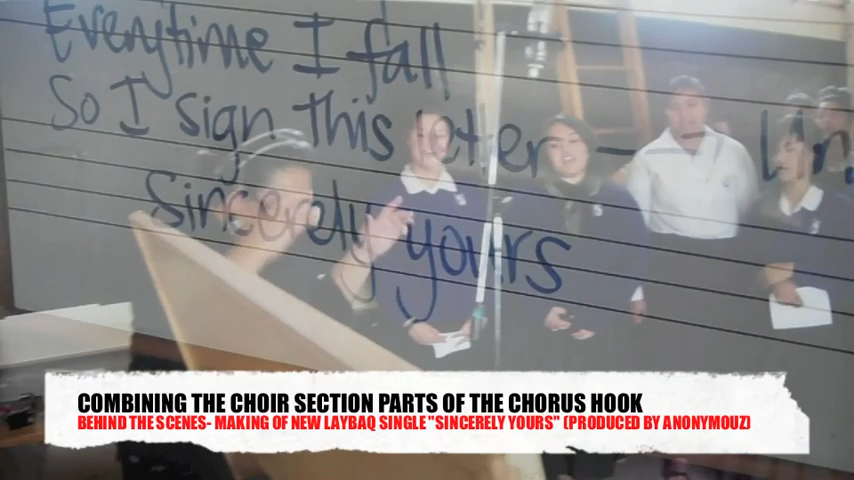 Everytime I fall
So I sign this letter - Un
Sincerely yours
COMBINING THE CHOIR SECTION PARTS OF THE CHORUS HOOK
BEHIND THE SCENES- MAKING OF NEW LAYBAQ SINGLE "SINCERELY YOURS" (PRODUCED BY ANONYMOUZ)